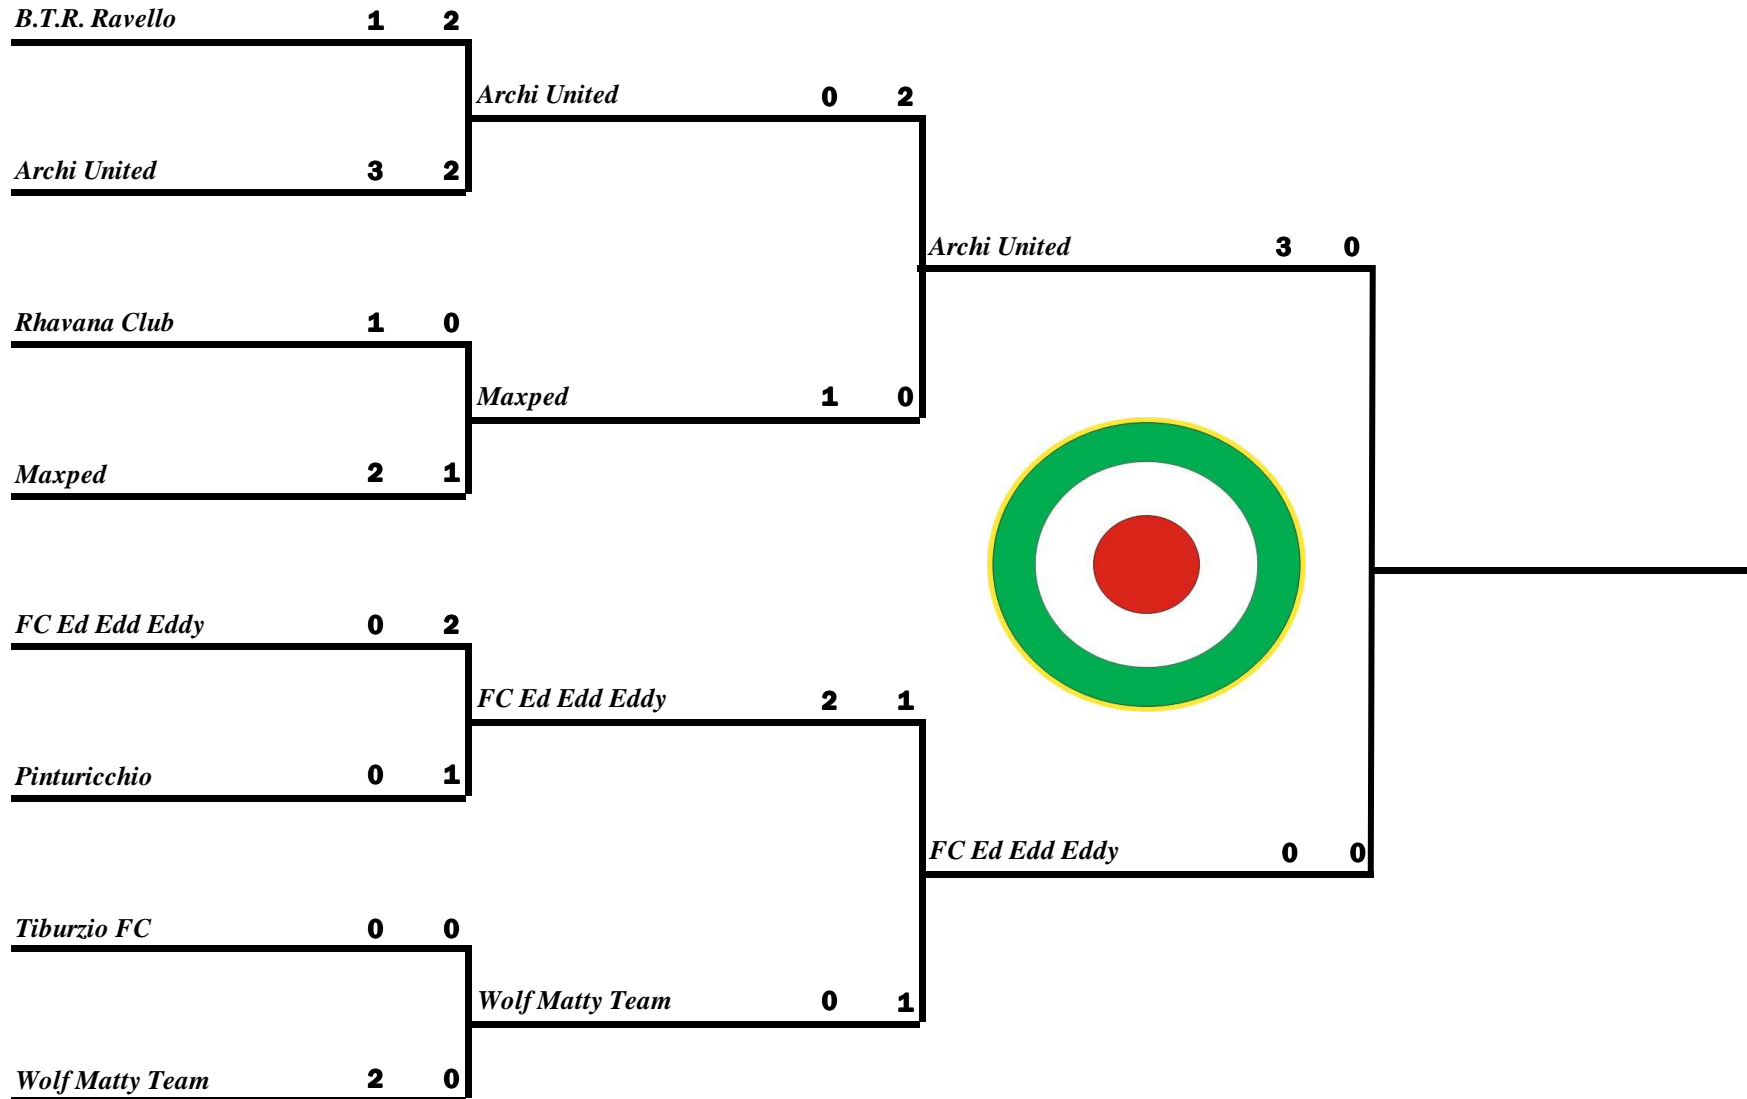 B.T.R. Ravello 1 2
Archi United 0 2
Archi United 3 2
Archi United 3 0
Rhavana Club 1 0
Maxped 1 0
Maxped 2 1
FC Ed Edd Eddy 0 2
FC Ed Edd Eddy 2 1
Pinturicchio 0 1
FC Ed Edd Eddy 0 0
Tiburzio FC 0 0
Wolf Matty Team 0 1
Wolf Matty Team 2 0